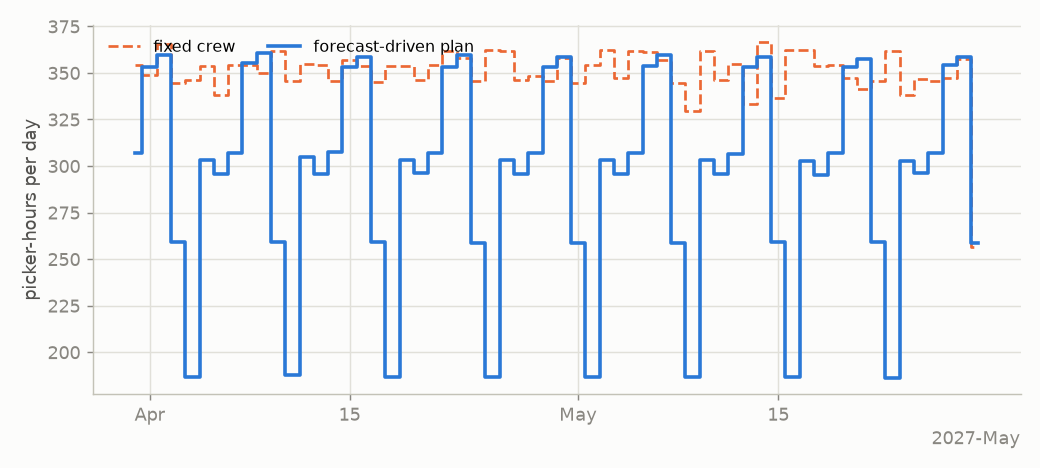 375
fixed crew
forecast-driven plan
350
325
300
275
250
225
200
picker-hours per day
Apr
15
May
15
2027-May